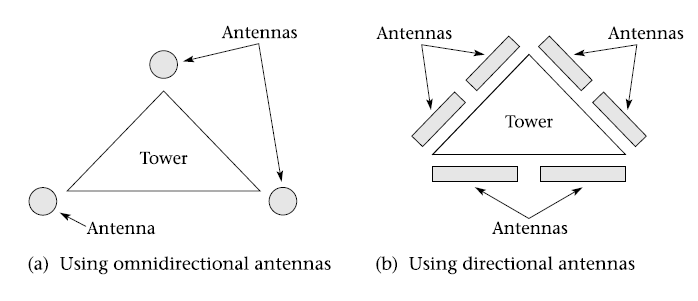 Antennas
Tower
Antenna
(a) Using omnidirectional antennas
Antennas
Antennas
Tower
Antennas
(b) Using directional antennas